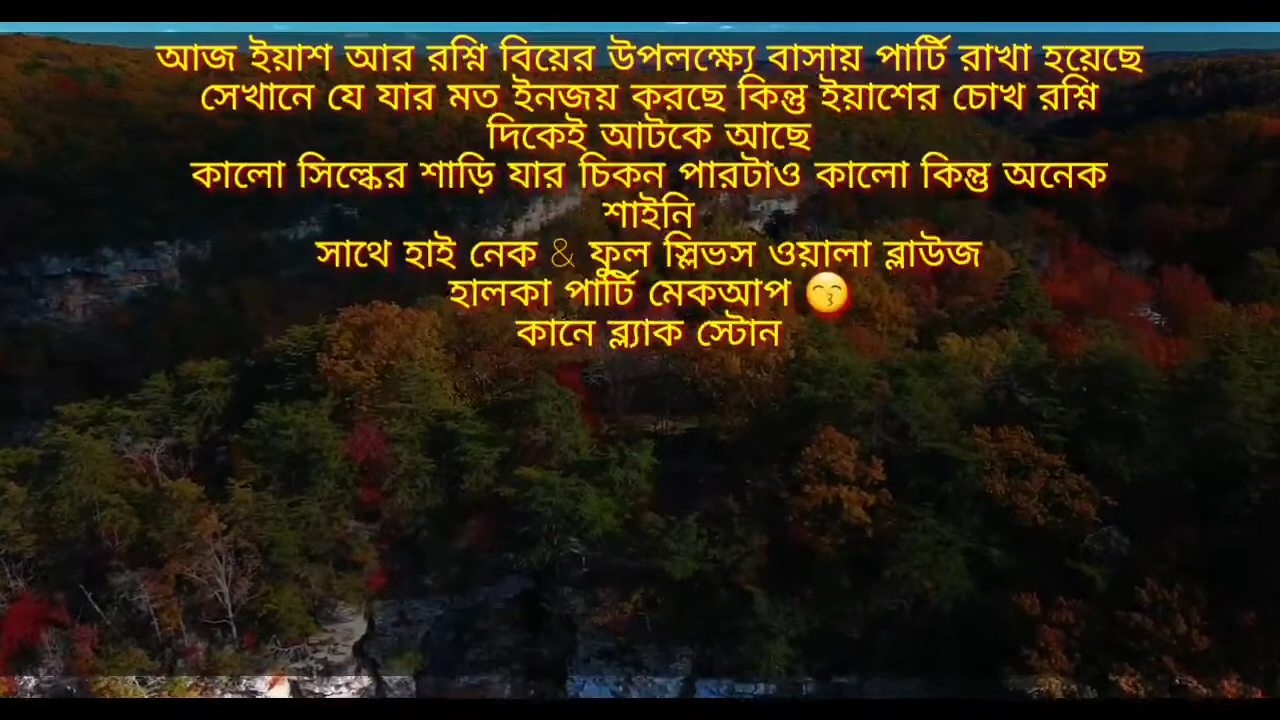 আজ ইয়াশ আর রশ্নি বিয়ের উপলক্ষ্যে বাসায় পার্টি রাখা হয়েছে
সেখানে যে যার মত ইনজয় করছে কিন্তু ইয়াশের চোখ রশ্নি
দিকেই আটকে আছে
কালো সিল্কের শাড়ি যার চিকন পারটাও কালো কিন্তু অনেক
শাইনি
সাথে হাই নেক & ফুল স্লিভস ওয়ালা ব্লাউজ
হালকা পার্টি মেকআপ 😙
কানে ব্ল্যাক স্টোন